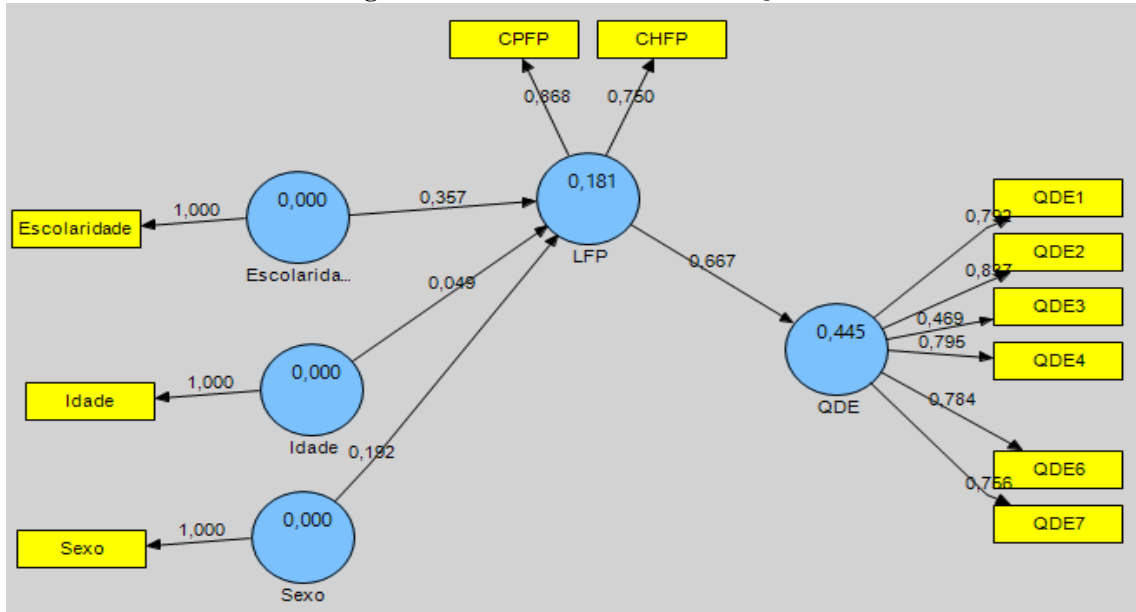 CPFP
CHFP
0,868
0,750
0,181
LFP
0,000
0,357
1,000
Escolaridade
Escolarida...
0,049
0,667
QDE1
0,792
QDE2
0,837
QDE3
0,469
QDE4
0,795
0,445
QDE
0,784
QDE6
0,756
QDE7
0,000
1,000
Idade
Idade
0,192
0,000
1,000
Sexo
Sexo